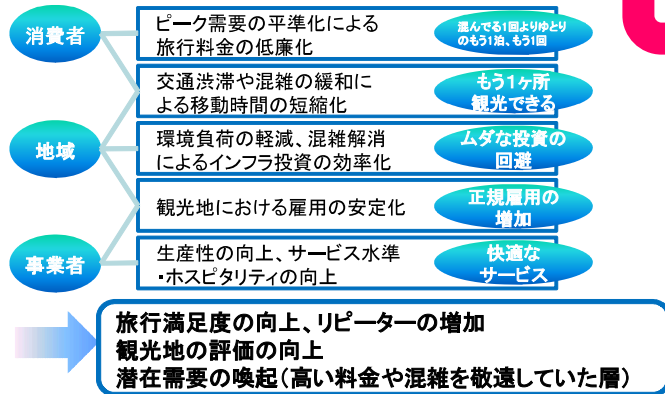 消費者
ピーク需要の平準化による
旅行料金の低廉化
混んでる1回よりゆとり
のもう1泊、もう1回
交通渋滞や混雑の緩和に
よる移動時間の短縮化
もう1ヶ所
観光できる
地域
環境負荷の軽減、混雑解消
によるインフラ投資の効率化
ムダな投資の
回避
観光地における雇用の安定化
正規雇用の
増加
事業者
生産性の向上、サービス水準
・ホスピタリティの向上
快適な
サービス
旅行満足度の向上、リピーターの増加
観光地の評価の向上
潜在需要の喚起(高い料金や混雑を敬遠していた層)